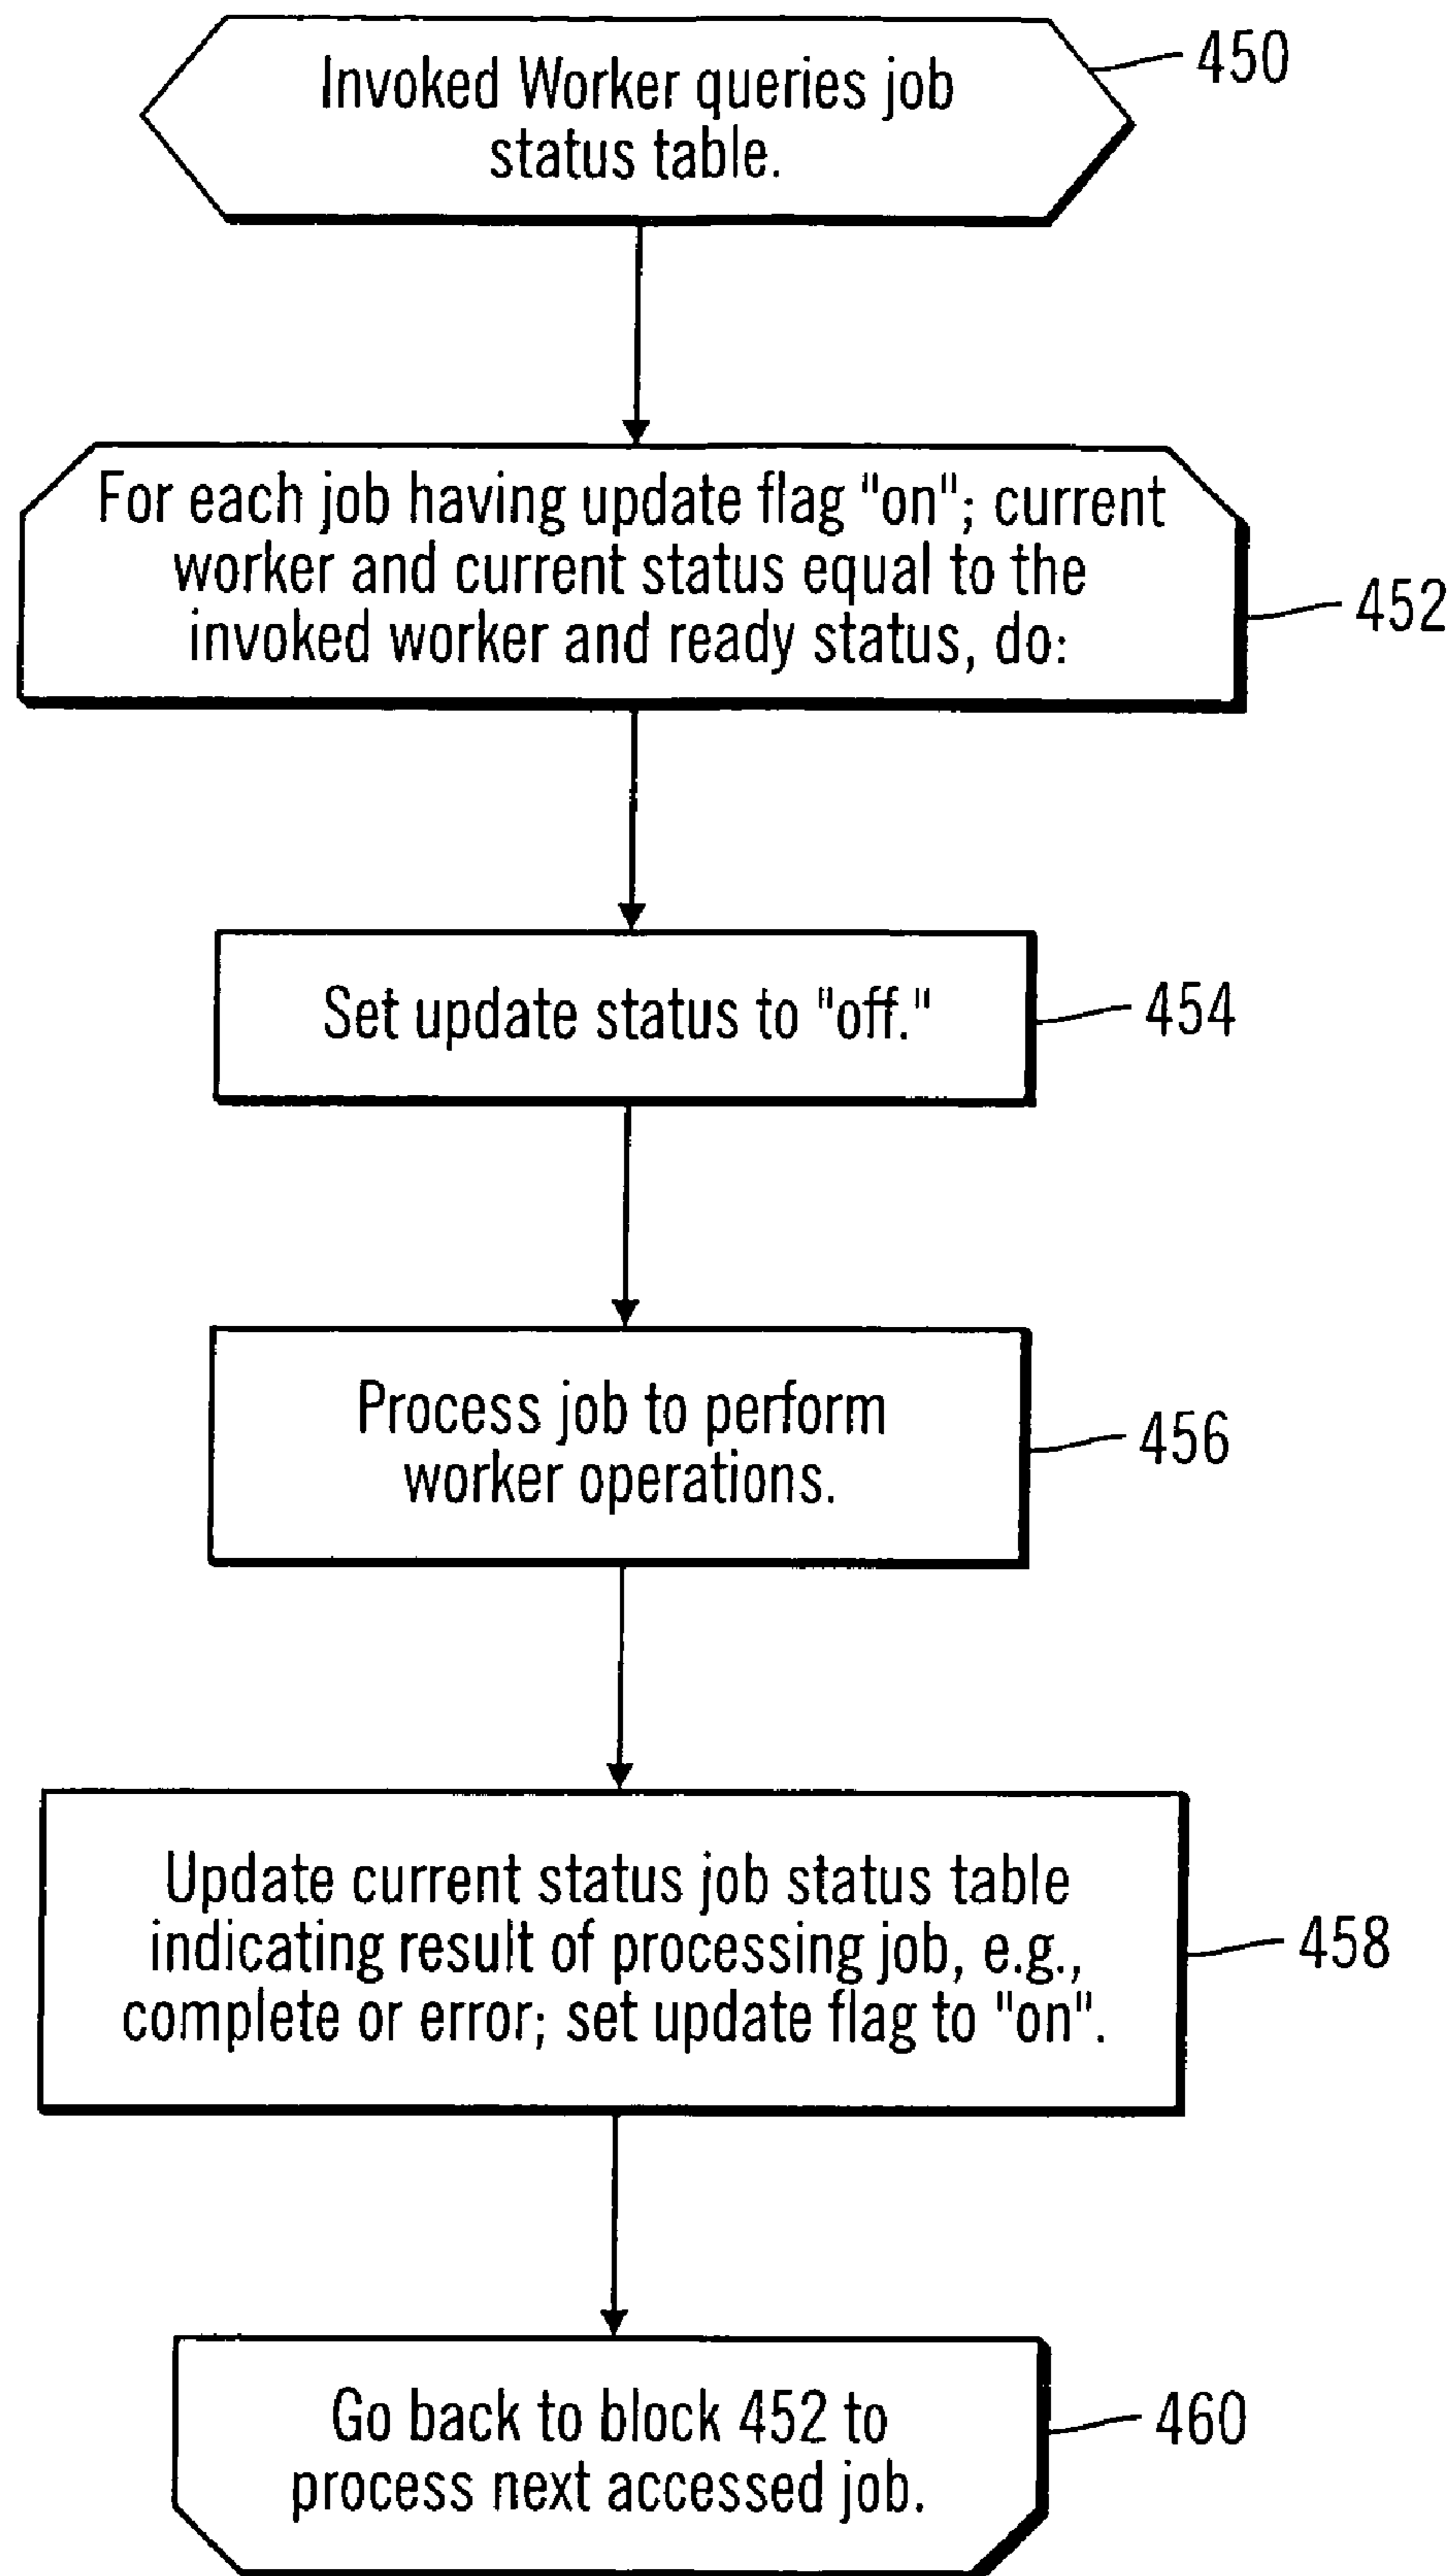 Invoked Worker queries job
status table.
450
For each job having update flag "on"; current
worker and current status equal to the
invoked worker and ready status, do:
452
Set update status to "off."
454
Process job to perform
worker operations.
456
Update current status job status table
indicating result of processing job, e.g.,
complete or error; set update flag to "on".
458
Go back to block 452 to
process next accessed job.
460